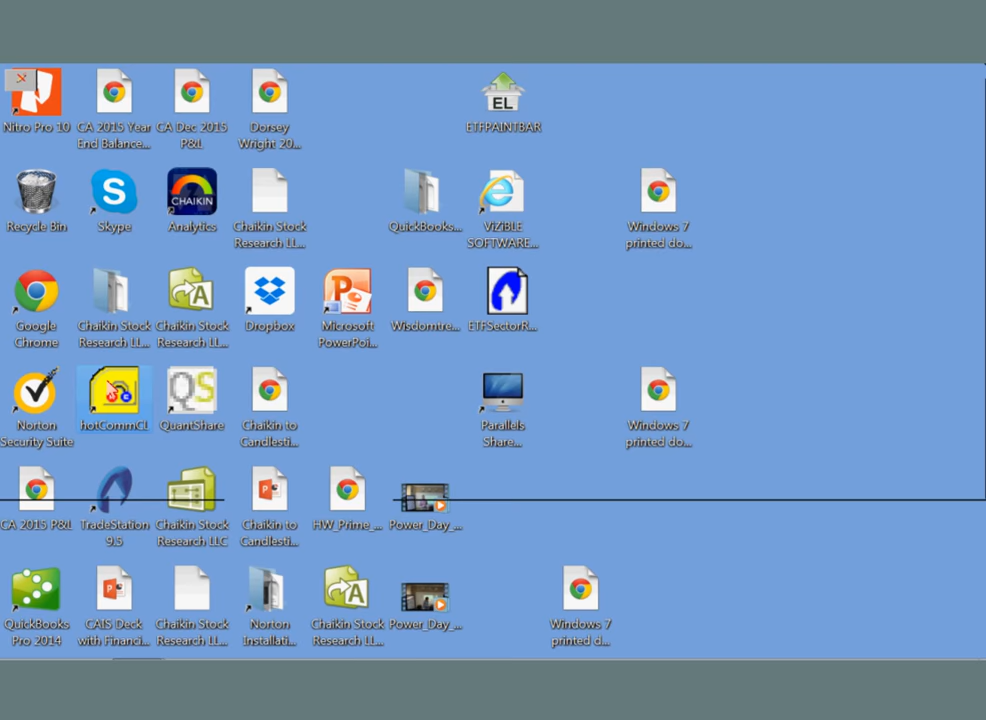 Nitro Pro 10
CA 2015 Year
End Balance...
CA Dec 2015
P&L
Dorsey
Wright 20...
EL
ETFPAINTBAR
Recycle Bin
S
Skype
CHAIKIN
Analytics
Chaikin Stock
Research LL...
QuickBooks...
ViZiBLE
SOFTWARE...
Windows 7
printed do...
Google
Chrome
Chaikin Stock
Research LL...
Chaikin Stock
Research LL...
Dropbox
Microsoft
PowerPoi...
Wisdomtre...
ETFSectorR...
Norton
Security Suite
hotCommCL
QS
QuantShare
Chaikin to
Candlesti...
Parallels
Share...
Windows 7
printed do...
CA 2015 P&L
TradeStation
9.5
Chaikin Stock
Research LLC
Chaikin to
Candlesti...
HW_Prime_...
Power_Day_...
QuickBooks
Pro 2014
CAIS Deck
with Financi...
Chaikin Stock
Research LL...
Norton
Installati...
Chaikin Stock
Research LL...
Power_Day_...
Windows 7
printed d...